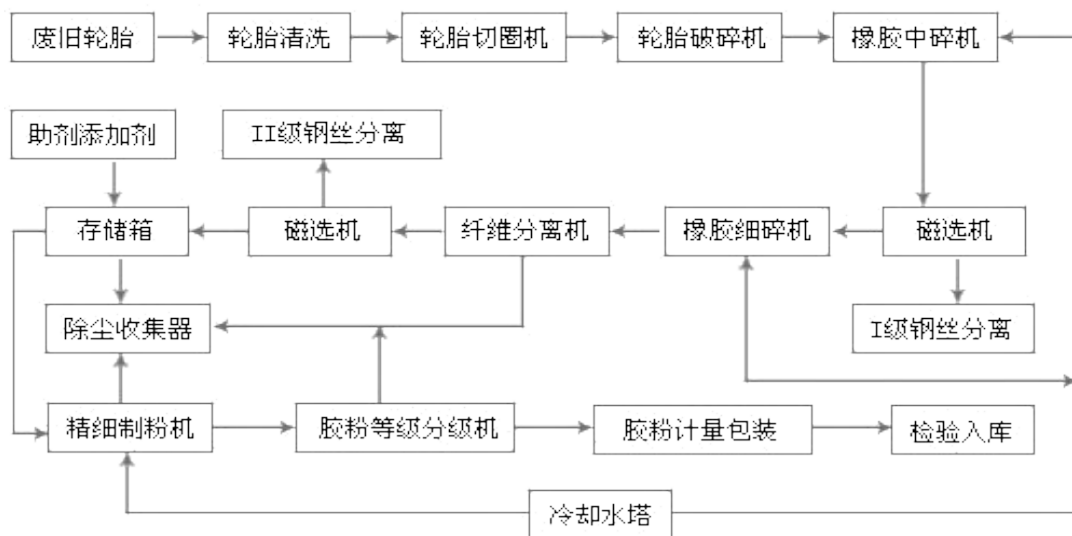 废旧轮胎
轮胎清洗
轮胎切圈机
轮胎破碎机
橡胶中碎机
助剂添加剂
II级钢丝分离
存储箱
磁选机
纤维分离机
橡胶细碎机
磁选机
除尘收集器
I级钢丝分离
精细制粉机
胶粉等级分级机
胶粉计量包装
检验入库
冷却水塔